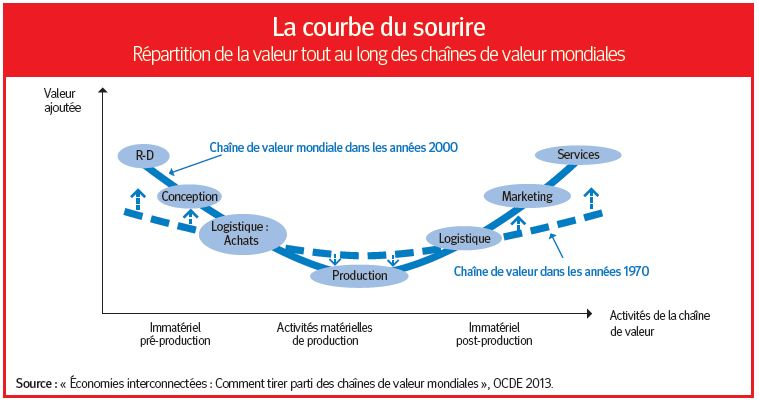 La courbe du sourire
Répartition de la valeur tout au long des chaînes de valeur mondiales
Valeur
ajoutée
R-D
Chaîne de valeur mondiale dans les années 2000
Services
Conception
Marketing
Logistique :
Achats
Logistique
Production
Chaîne de valeur dans les années 1970
Activités de la chaîne
de valeur
Immatériel
pré-production
Activités matérielles
de production
Immatériel
post-production
Source : « Économies interconnectées : Comment tirer parti des chaînes de valeur mondiales », OCDE 2013.